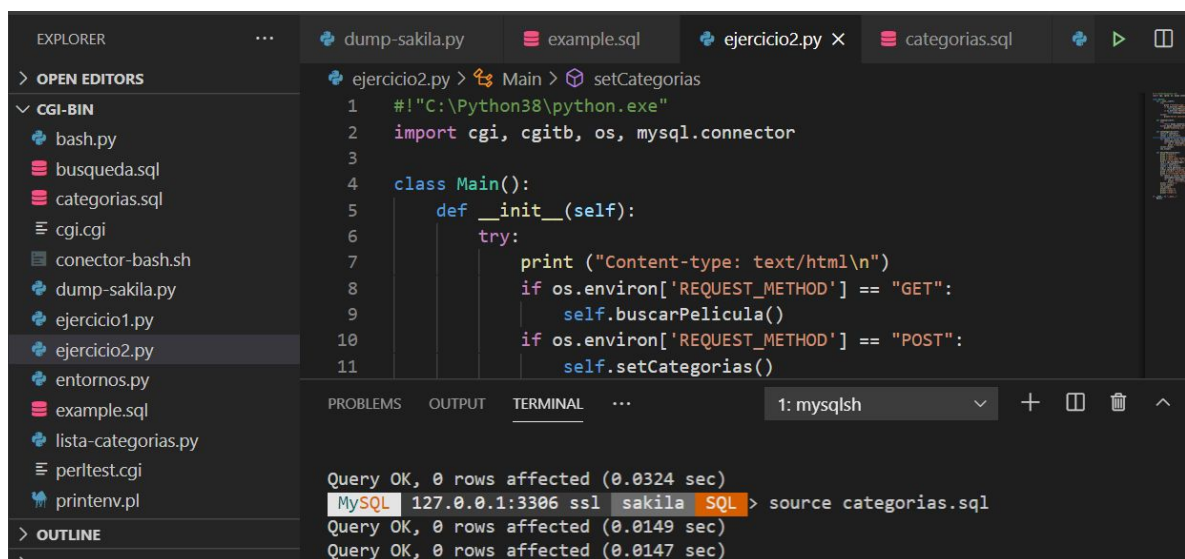 EXPLORER ...
> OPEN EDITORS
CGI-BIN
bash.py
busqueda.sql
categorias.sql
cgi.cgi
conector-bash.sh
dump-sakila.py
ejercicio1.py
ejercicio2.py
entornos.py
example.sql
lista-categorias.py
perltest.cgi
printenv.pl
> OUTLINE
dump-sakila.py example.sql ejercicio2.py × categorias.sql
ejercicio2.py > Main > setCategorias
1 #!"C:\Python38\python.exe"
2 import cgi, cgitb, os, mysql.connector
3
4 class Main():
5 def __init__(self):
6 try:
7 print ("Content-type: text/html\n")
8 if os.environ['REQUEST_METHOD'] == "GET":
9 self.buscarPelicula()
10 if os.environ['REQUEST_METHOD'] == "POST":
11 self.setCategorias()
PROBLEMS OUTPUT TERMINAL ... 1: mysqlsh
Query OK, 0 rows affected (0.0324 sec)
MySQL 127.0.0.1:3306 ssl sakila SQL > source categorias.sql
Query OK, 0 rows affected (0.0149 sec)
Query OK, 0 rows affected (0.0147 sec)